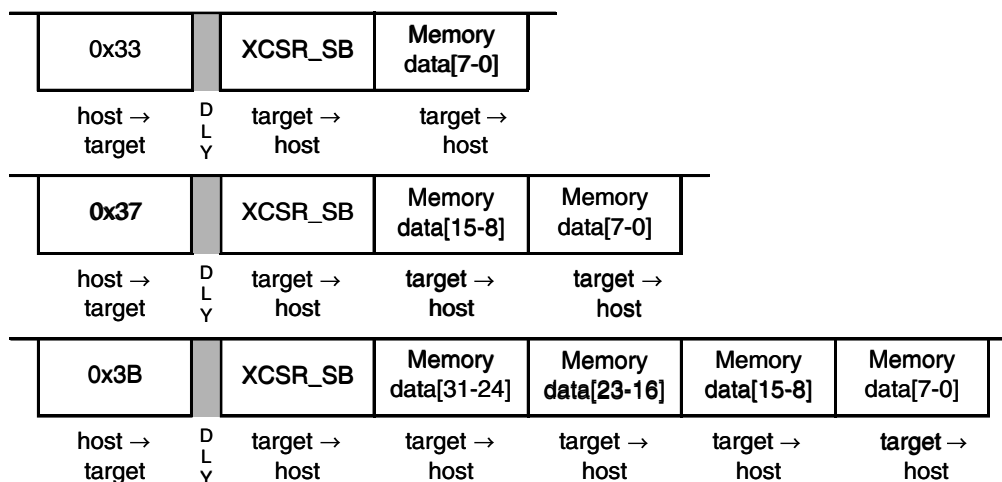 0x33 XCSR_SB Memory
data[7-0]
host → D target → target →
target L host host
Y
0x37 XCSR_SB Memory Memory
data[15-8] data[7-0]
host → D target → target → target →
target L host host host
Y
0x3B XCSR_SB Memory Memory Memory Memory
data[31-24] data[23-16] data[15-8] data[7-0]
host → D target → target → target → target → target →
target L host host host host host
Y